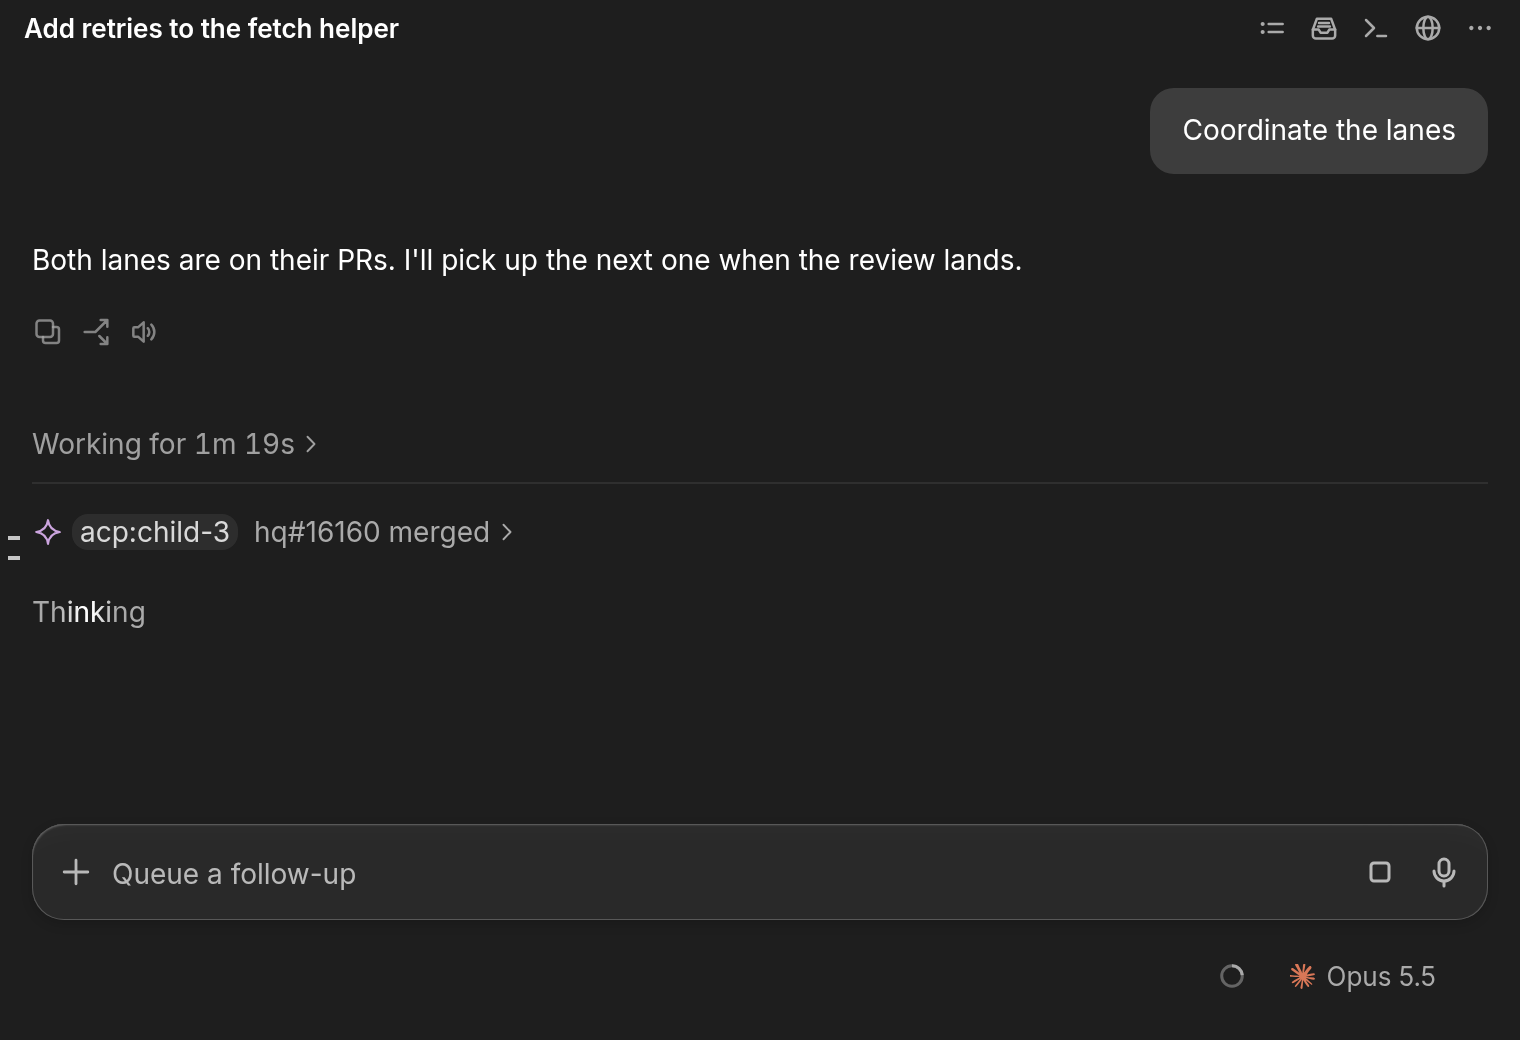 Add retries to the fetch helper
Coordinate the lanes
Both lanes are on their PRs. I'll pick up the next one when the review lands.
Working for 1m 19s
acp:child-3 hq#16160 merged
Thinking
Queue a follow-up
Opus 5.5